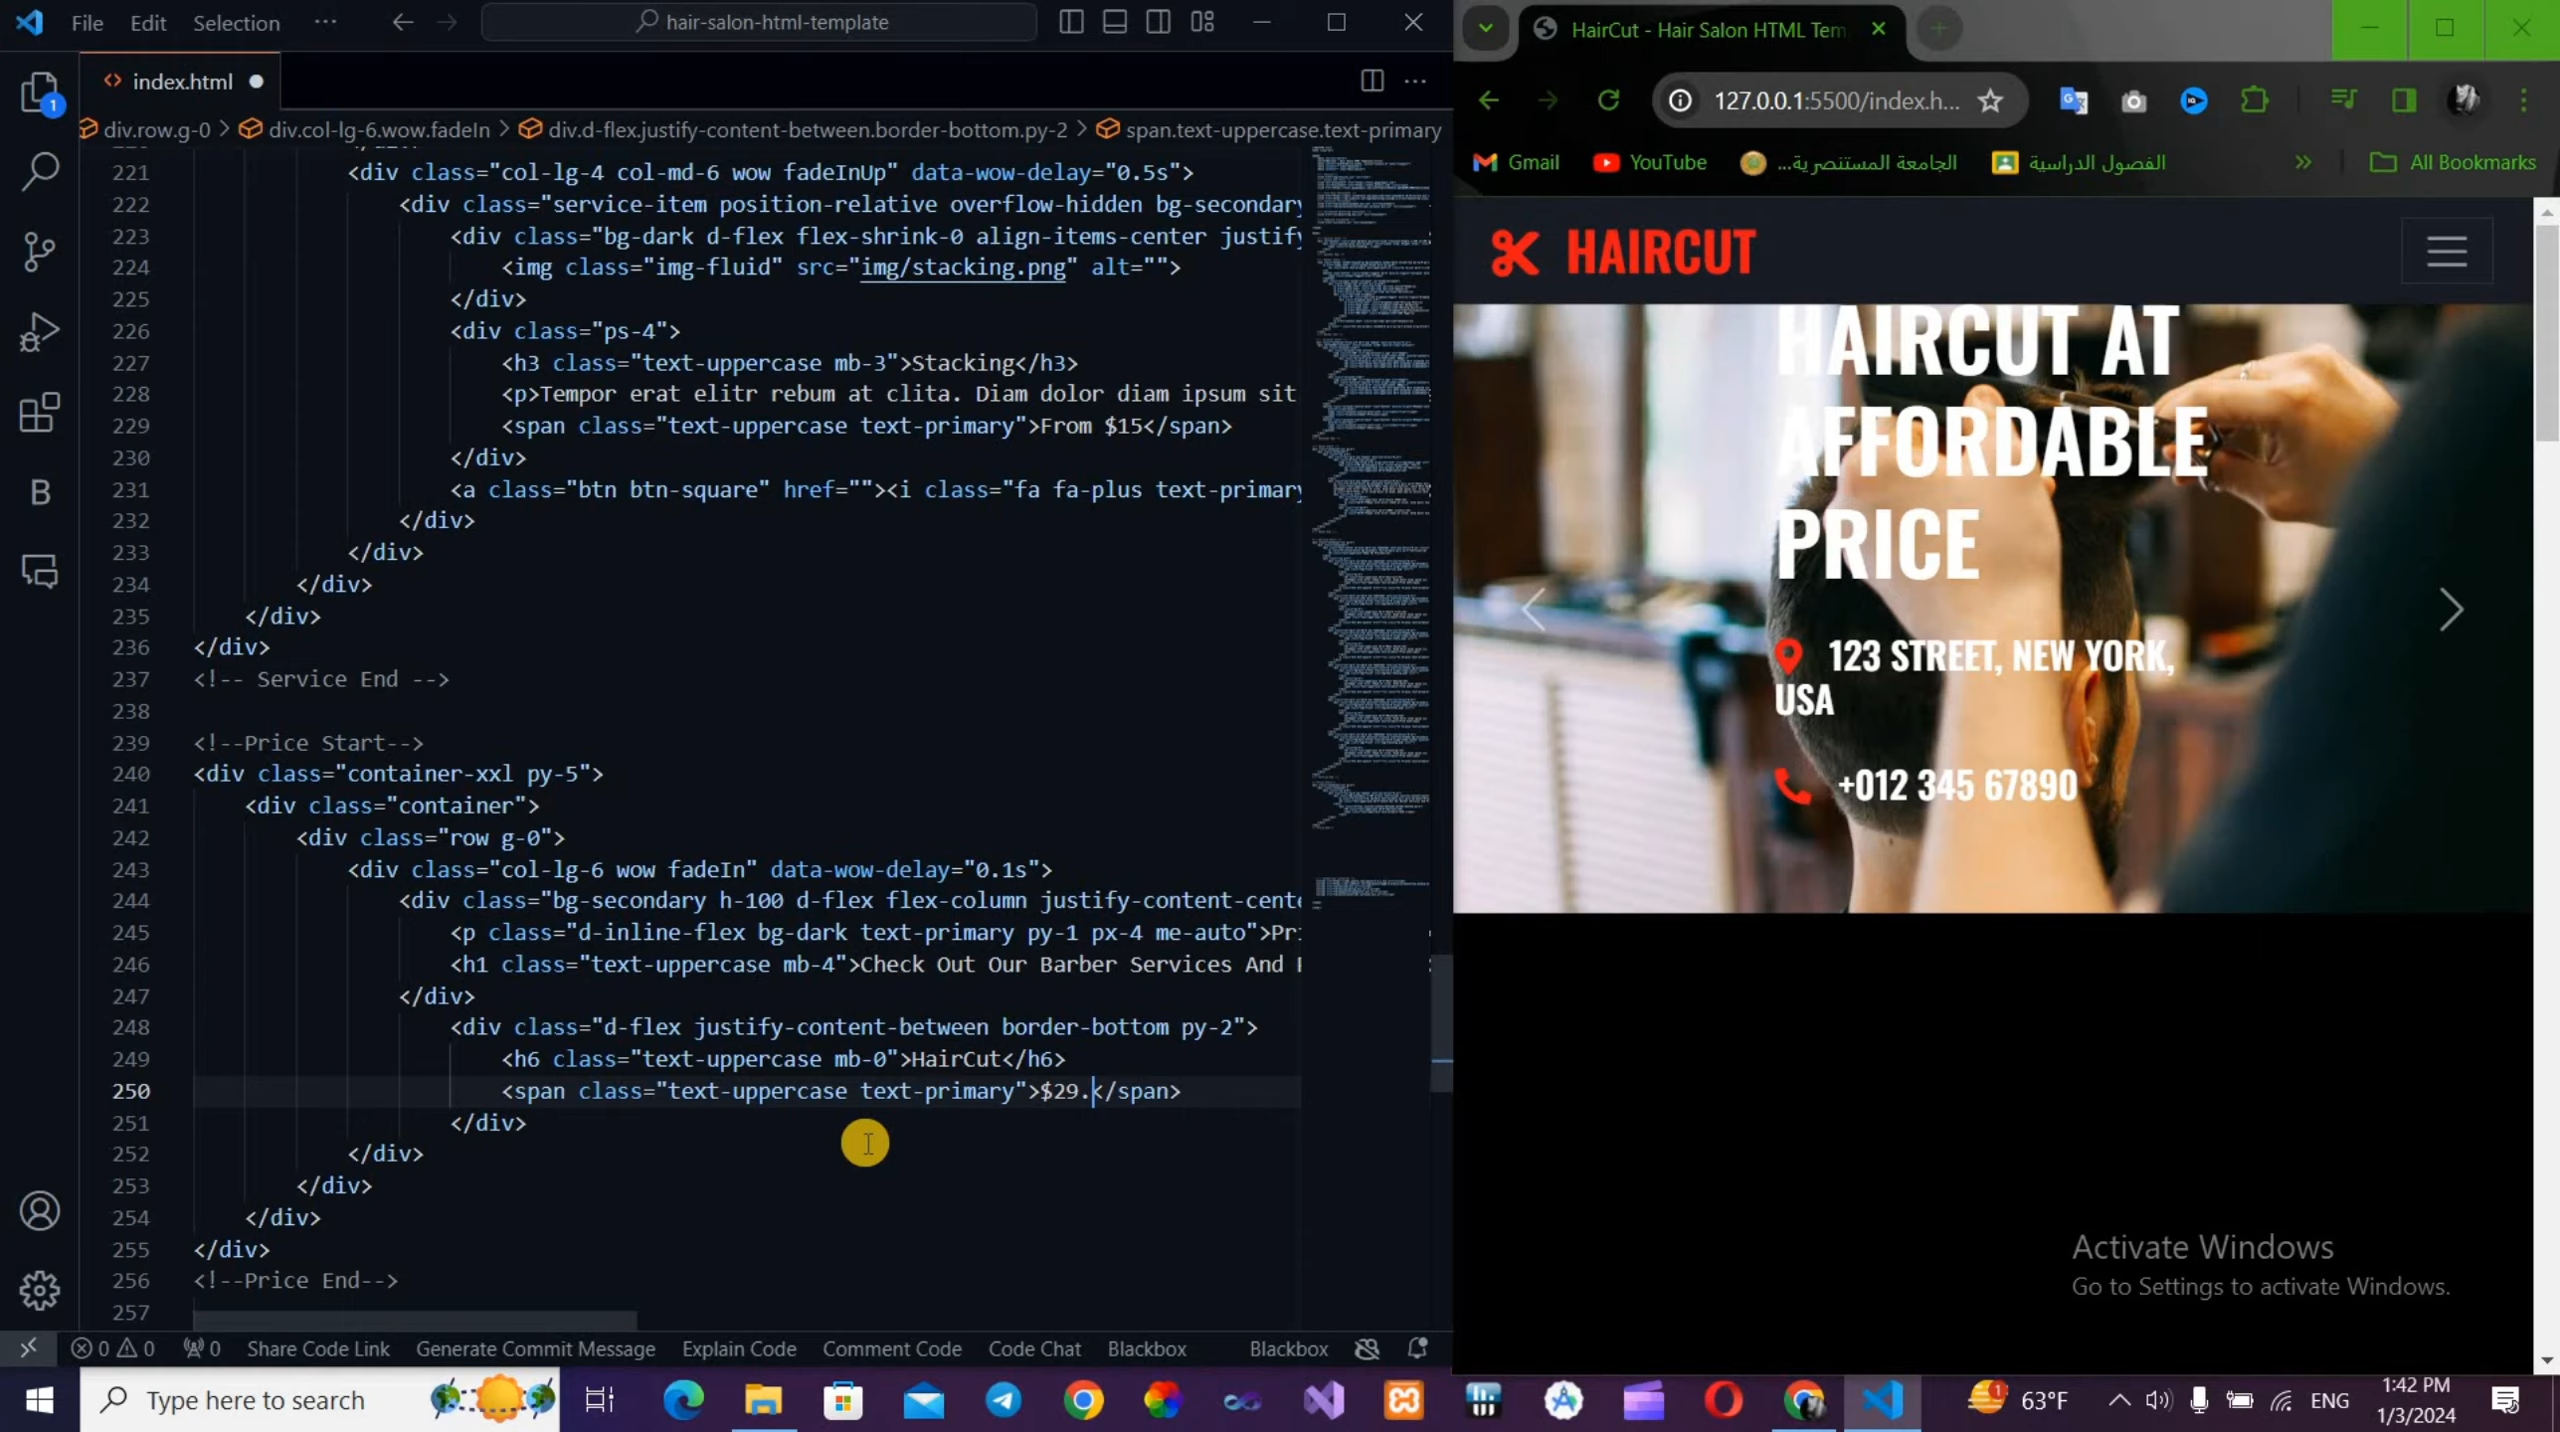 File Edit Selection ··· hair-salon-html-template
index.html
div.row.g-0 > div.col-lg-6.wow.fadeIn > div.d-flex.justify-content-between.border-bottom.py-2 > span.text-uppercase.text-primary
221 <div class="col-lg-4 col-md-6 wow fadeInUp" data-wow-delay="0.5s">
222 <div class="service-item position-relative overflow-hidden bg-secondary
223 <div class="bg-dark d-flex flex-shrink-0 align-items-center justify
224 <img class="img-fluid" src="img/stacking.png" alt="">
225 </div>
226 <div class="ps-4">
227 <h3 class="text-uppercase mb-3">Stacking</h3>
228 <p>Tempor erat elitr rebum at clita. Diam dolor diam ipsum sit
229 <span class="text-uppercase text-primary">From $15</span>
230 </div>
231 <a class="btn btn-square" href=""><i class="fa fa-plus text-primary
232 </div>
233 </div>
234 </div>
235 </div>
236 </div>
237 <!-- Service End -->
238
239 <!--Price Start-->
240 <div class="container-xxl py-5">
241 <div class="container">
242 <div class="row g-0">
243 <div class="col-lg-6 wow fadeIn" data-wow-delay="0.1s">
244 <div class="bg-secondary h-100 d-flex flex-column justify-content-cente
245 <p class="d-inline-flex bg-dark text-primary py-1 px-4 me-auto">Pri
246 <h1 class="text-uppercase mb-4">Check Out Our Barber Services And P
247 </div>
248 <div class="d-flex justify-content-between border-bottom py-2">
249 <h6 class="text-uppercase mb-0">HairCut</h6>
250 <span class="text-uppercase text-primary">$29.</span>
251 </div>
252 </div>
253 </div>
254 </div>
255 </div>
256 <!--Price End-->
257
0 0 0 Share Code Link Generate Commit Message Explain Code Comment Code Code Chat Blackbox Blackbox
HairCut - Hair Salon HTML Tem
127.0.0.1:5500/index.h...
Gmail YouTube الجامعة المستنصرية... الفصول الدراسية » All Bookmarks
HAIRCUT
HAIRCUT AT
AFFORDABLE
PRICE
123 STREET, NEW YORK,
USA
+012 345 67890
Activate Windows
Go to Settings to activate Windows.
Type here to search
63°F ENG
1:42 PM
1/3/2024